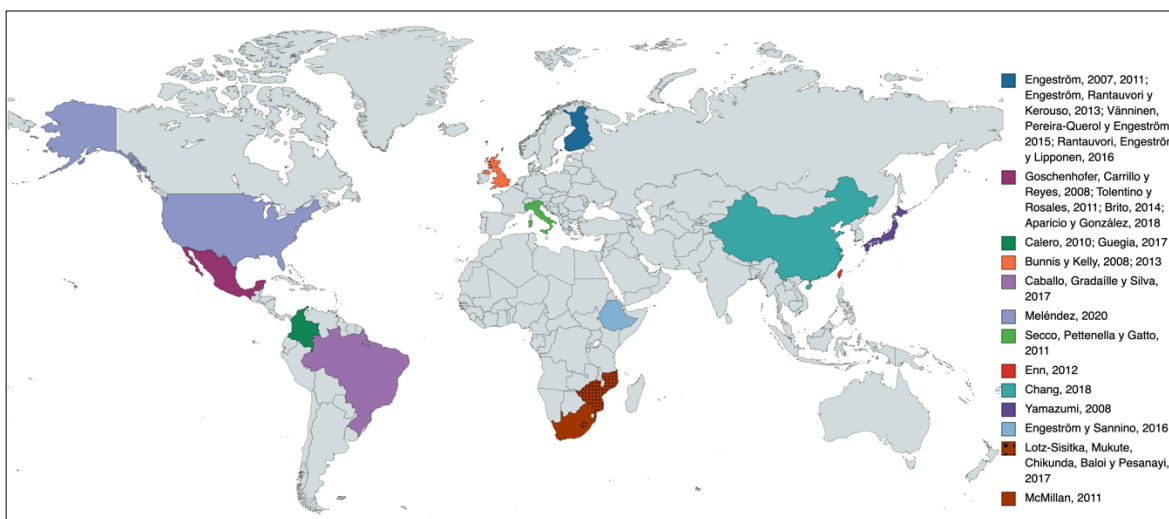 Engeström, 2007, 2011;
Engeström, Rantauvori y
Kerouso, 2013; Vänninen,
Pereira-Querol y Engeström
2015; Rantauvori, Engeströn
y Lipponen, 2016
Goschenhofer, Carrillo y
Reyes, 2008; Tolentino y
Rosales, 2011; Brito, 2014;
Aparicio y González, 2018
Calero, 2010; Guegia, 2017
Bunnis y Kelly, 2008; 2013
Caballo, Gradaílle y Silva,
2017
Meléndez, 2020
Secco, Pettenella y Gatto,
2011
Enn, 2012
Chang, 2018
Yamazumi, 2008
Engeström y Sannino, 2016
Lotz-Sisitka, Mukute,
Chikunda, Baloi y Pesanayi,
2017
McMillan, 2011